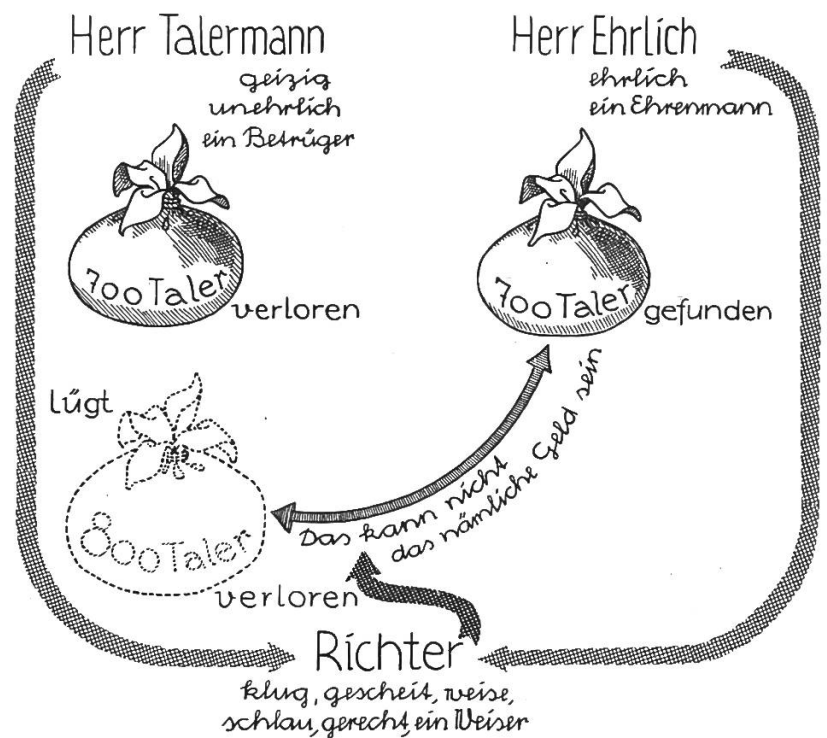 Herr Talermann
geizig
unehrlich
ein Betrüger
700 Taler
verloren
Herr Ehrlich
ehrlich
ein Ehrenmann
700 Taler
gefunden
lügt
800 Taler
verloren
Das kann nicht
das nämliche Geld sein
Richter
klug, gescheit, weise,
schlau, gerecht, ein Weiser